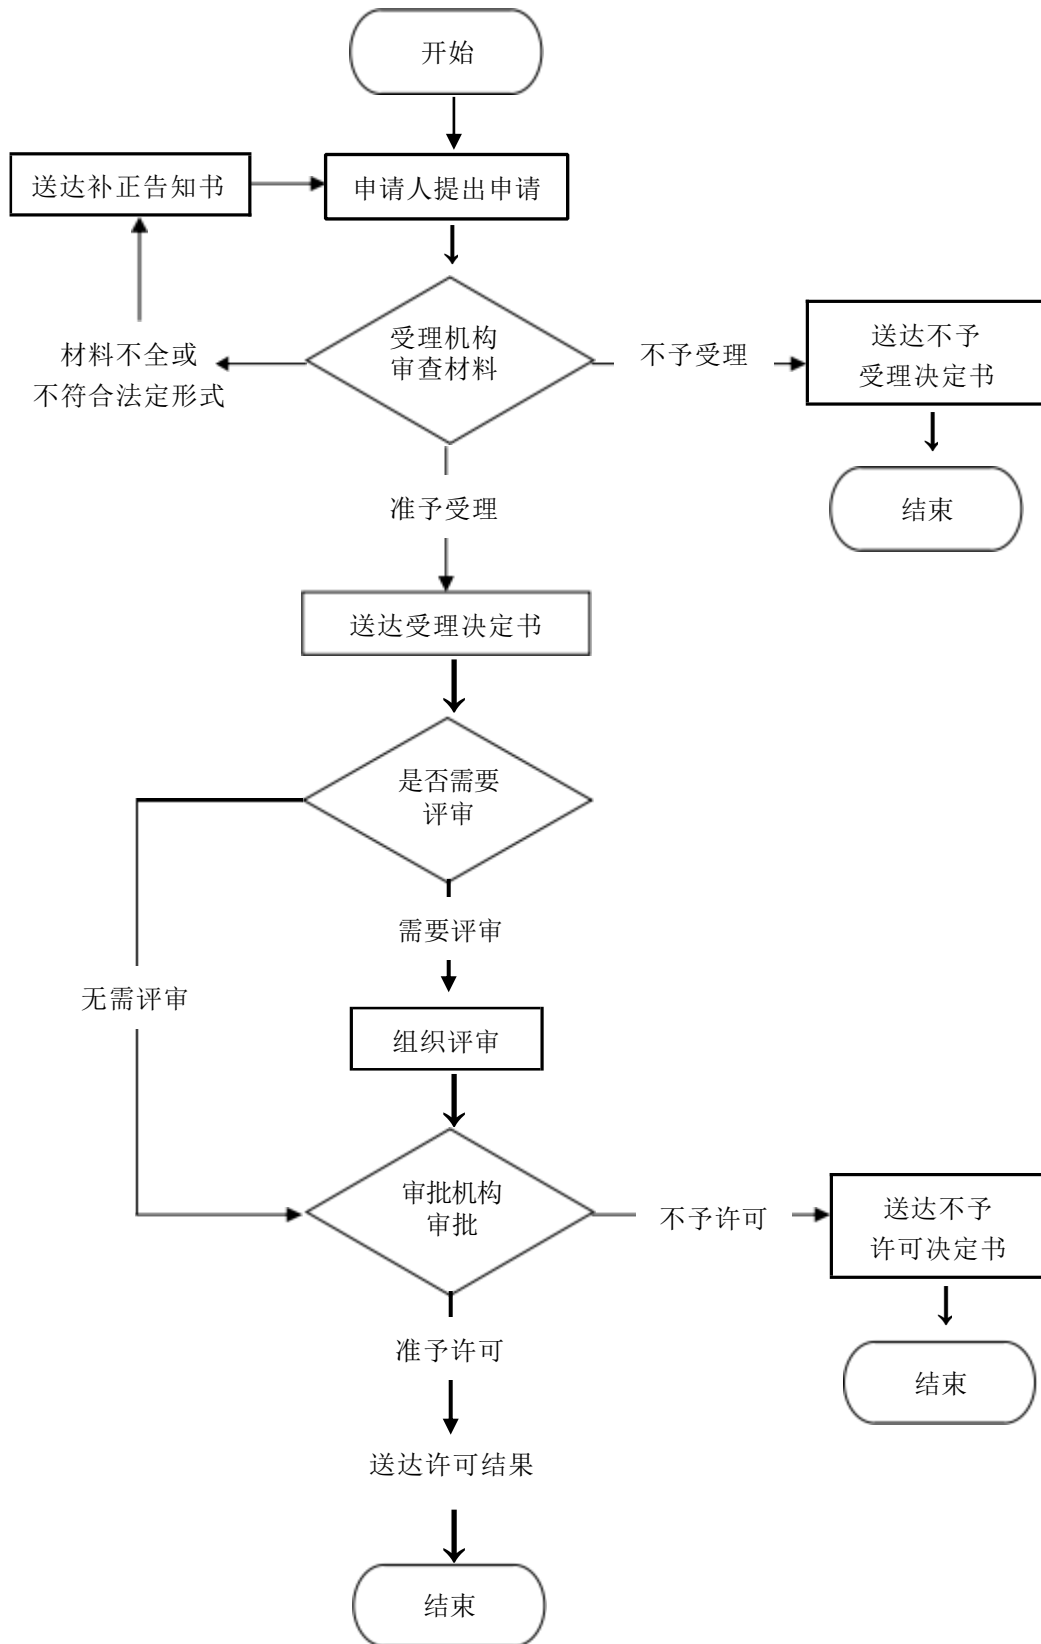 开始
送达补正告知书
申请人提出申请
受理机构
审查材料
材料不全或
不符合法定形式
不予受理
送达不予
受理决定书
结束
准予受理
送达受理决定书
是否需要
评审
需要评审
无需评审
组织评审
审批机构
审批
不予许可
送达不予
许可决定书
结束
准予许可
送达许可结果
结束